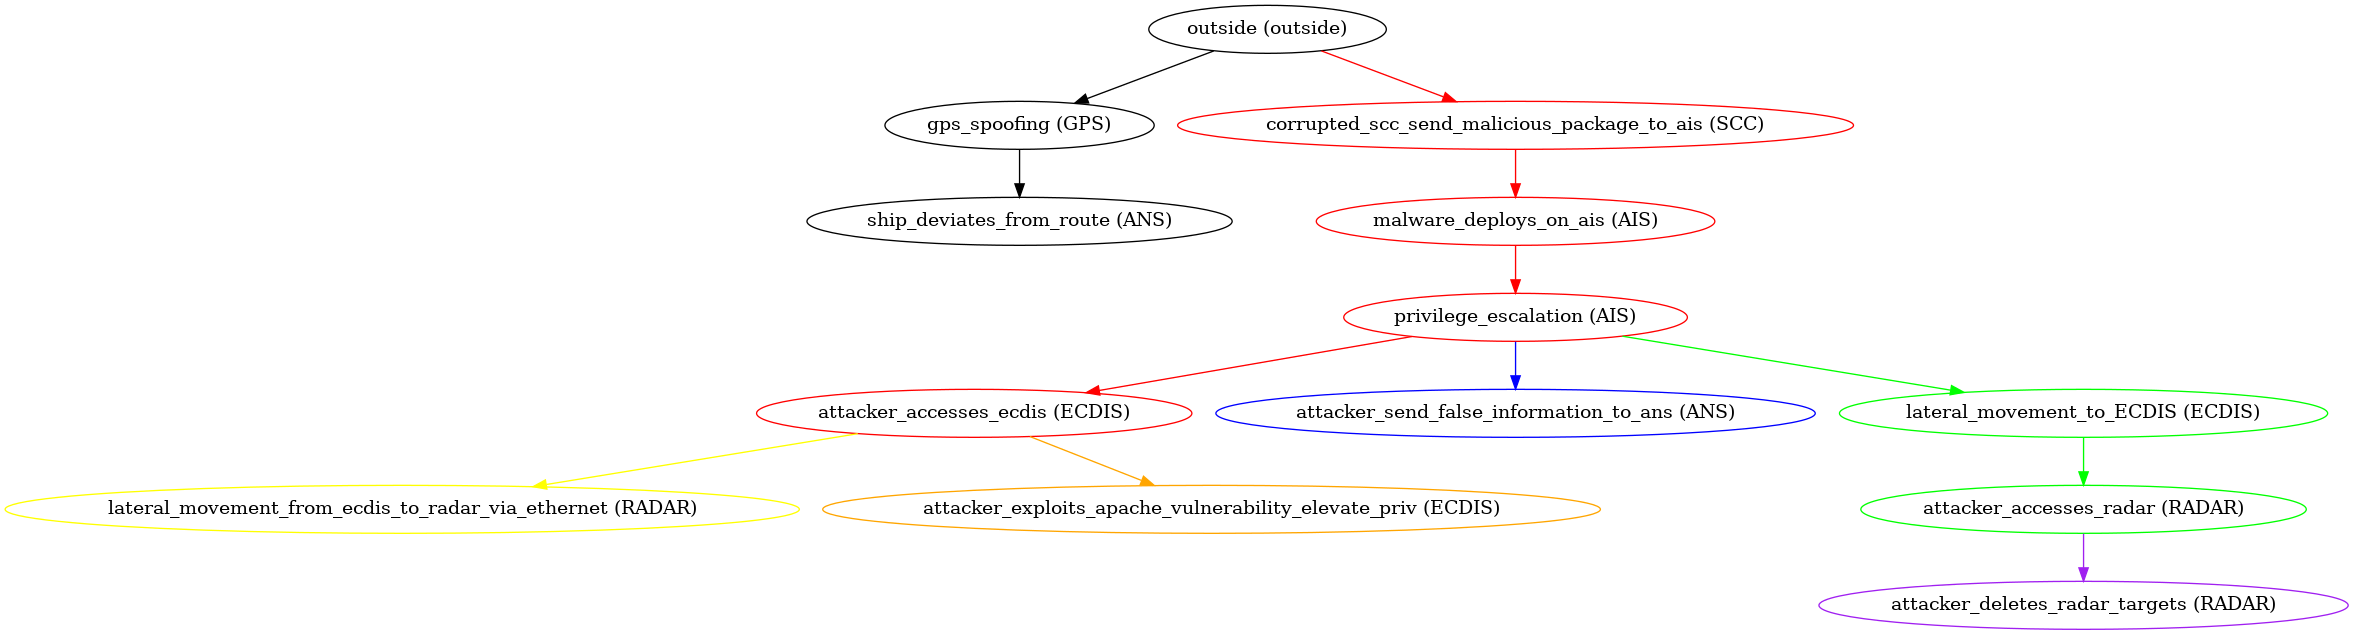 outside (outside)
gps_spoofing (GPS)
corrupted_scc_send_malicious_package_to_ais (SCC)
ship_deviates_from_route (ANS)
malware_deploys_on_ais (AIS)
privilege_escalation (AIS)
attacker_accesses_ecdis (ECDIS)
attacker_send_false_information_to_ans (ANS)
lateral_movement_to_ECDIS (ECDIS)
lateral_movement_from_ecdis_to_radar_via_ethernet (RADAR)
attacker_exploits_apache_vulnerability_elevate_priv (ECDIS)
attacker_accesses_radar (RADAR)
attacker_deletes_radar_targets (RADAR)